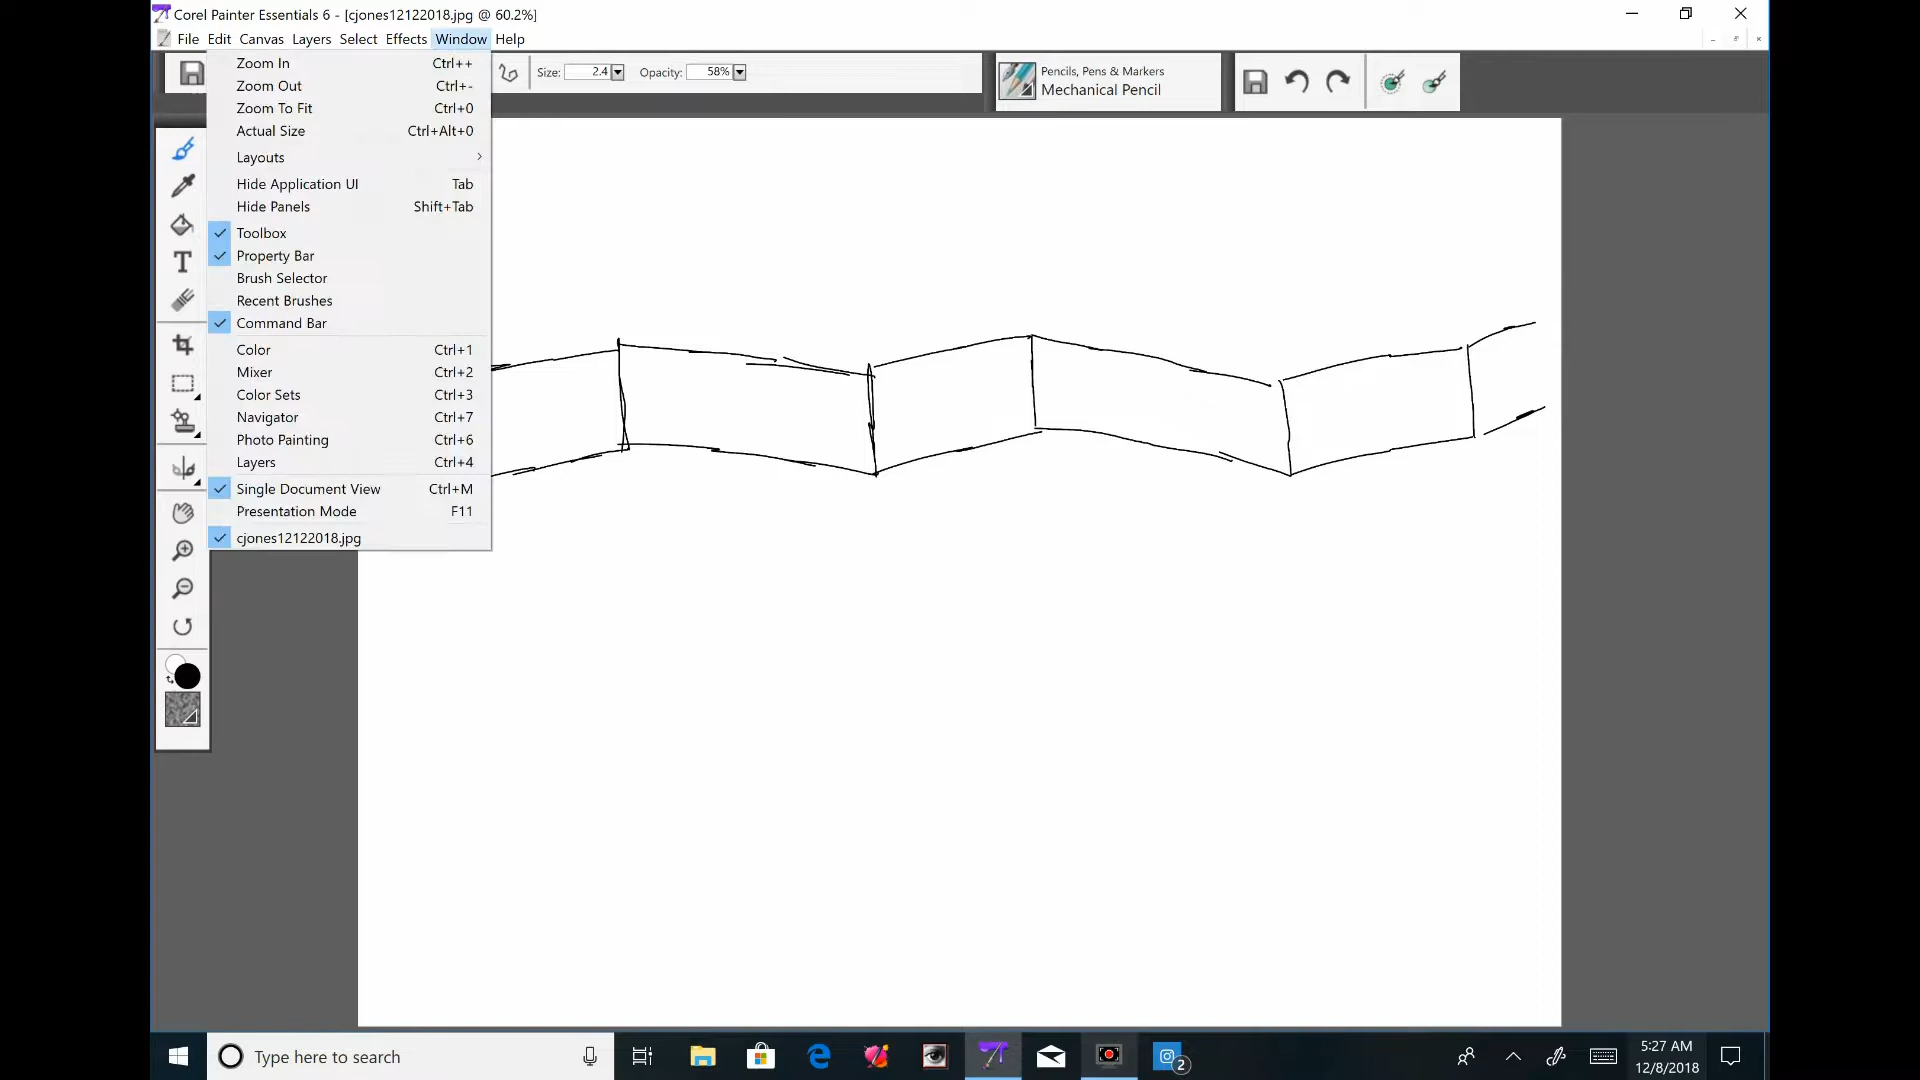 Corel Painter Essentials 6 - [cjones12122018.jpg @ 60.2%]
File Edit Canvas Layers Select Effects Window Help
Size: 2.4 Opacity: 58%
Pencils, Pens & Markers
Mechanical Pencil
Zoom In Ctrl++
Zoom Out Ctrl+-
Zoom To Fit Ctrl+0
Actual Size Ctrl+Alt+0
Layouts
Hide Application UI Tab
Hide Panels Shift+Tab
Toolbox
Property Bar
Brush Selector
Recent Brushes
Command Bar
Color Ctrl+1
Mixer Ctrl+2
Color Sets Ctrl+3
Navigator Ctrl+7
Photo Painting Ctrl+6
Layers Ctrl+4
Single Document View Ctrl+M
Presentation Mode F11
cjones12122018.jpg
T
Type here to search
2
5:27 AM
12/8/2018